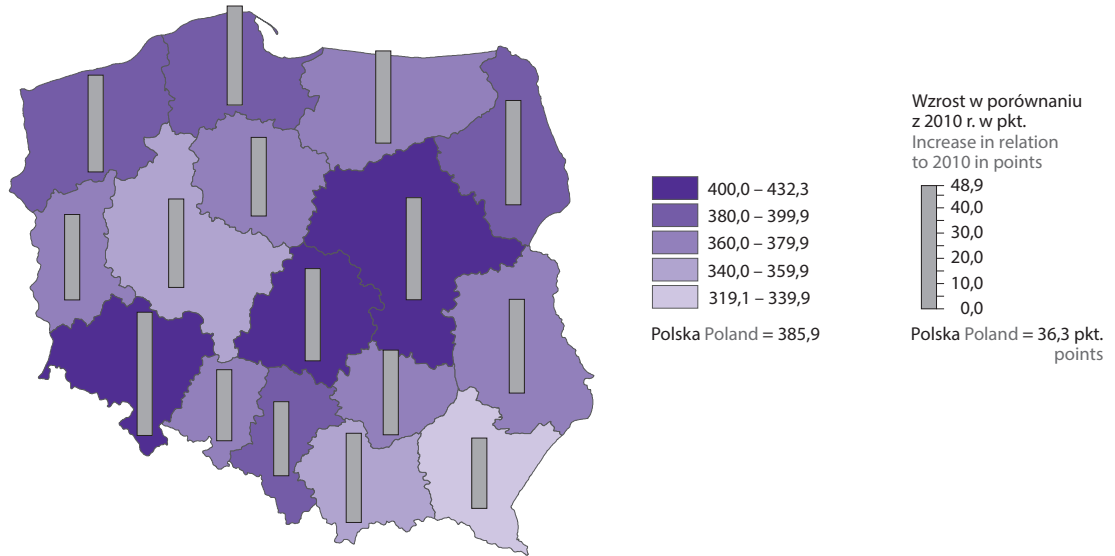 400,0 – 432,3
380,0 – 399,9
360,0 – 379,9
340,0 – 359,9
319,1 – 339,9
Polska Poland = 385,9
Wzrost w porównaniu
z 2010 r. w pkt.
Increase in relation
to 2010 in points
48,9
40,0
30,0
20,0
10,0
0,0
Polska Poland = 36,3 pkt.
points